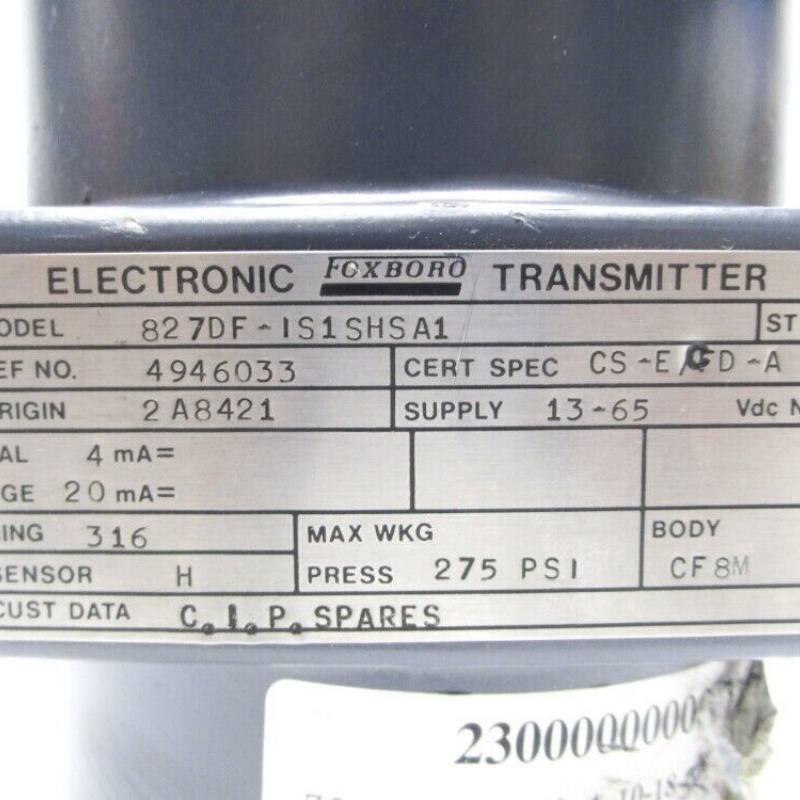 ELECTRONIC FOXBORO TRANSMITTER
ODEL 827DF-IS1SHSA1 ST
EF NO. 4946033 CERT SPEC CS-E/CFD-A
RIGIN 2A8421 SUPPLY 13-65 Vdc N
AL 4 mA=
GE 20 mA=
ING 316 MAX WKG BODY
SENSOR H PRESS 275 PSI CF8M
CUST DATA C.I.P. SPARES
2300000000